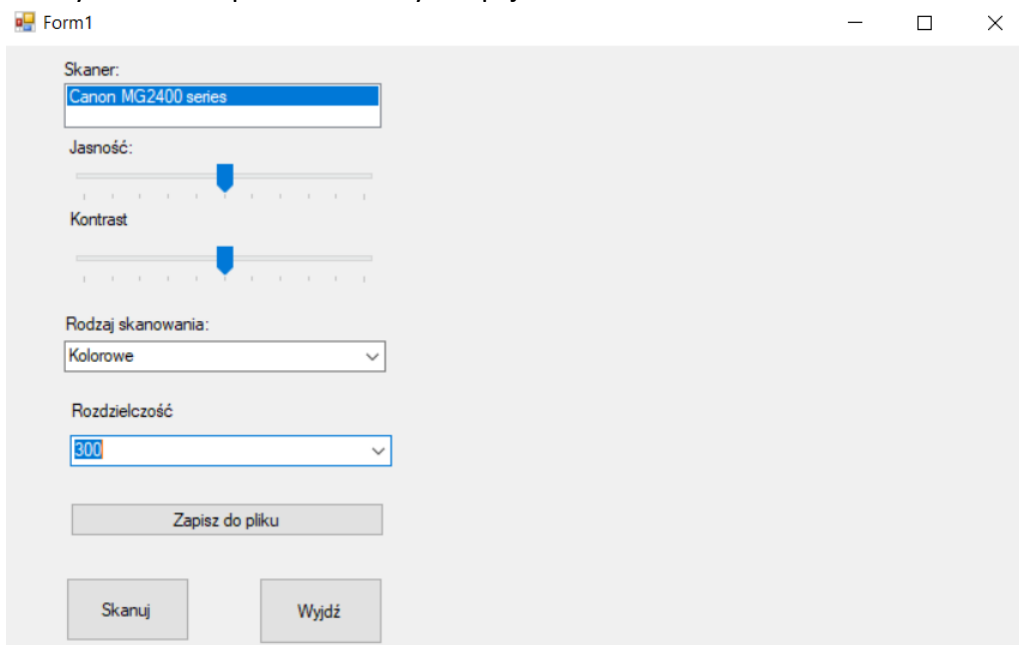 Form1
Skaner:
Canon MG2400 series
Jasność:
Kontrast
Rodzaj skanowania:
Kolorowe
Rozdzielczość
300
Zapisz do pliku
Skanuj
Wyjdź